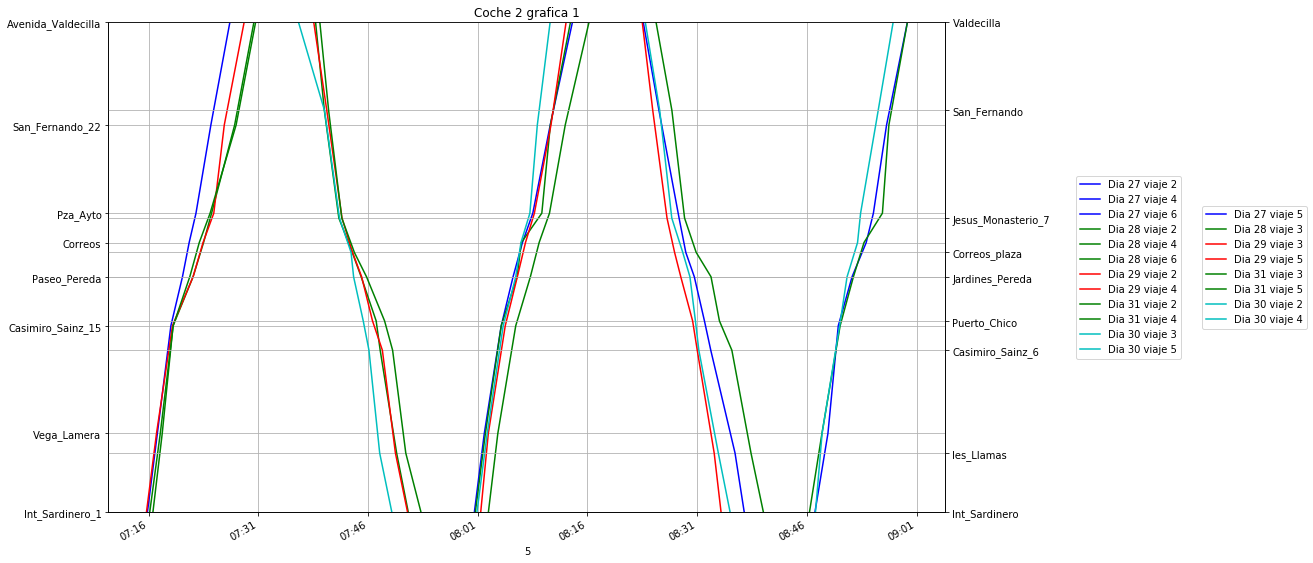 Coche 2 grafica 1
Avenida_Valdecilla
San_Fernando_22
Pza_Ayto
Correos
Paseo_Pereda
Casimiro_Sainz_15
Vega_Lamera
Int_Sardinero_1
Valdecilla
San_Fernando
Jesus_Monasterio_7
Correos_plaza
Jardines_Pereda
Puerto_Chico
Casimiro_Sainz_6
Ies_Llamas
Int_Sardinero
07:16
07:31
07:46
08:01
08:16
08:31
08:46
09:01
5
Dia 27 viaje 2
Dia 27 viaje 4
Dia 27 viaje 6
Dia 28 viaje 2
Dia 28 viaje 4
Dia 28 viaje 6
Dia 29 viaje 2
Dia 29 viaje 4
Dia 31 viaje 2
Dia 31 viaje 4
Dia 30 viaje 3
Dia 30 viaje 5
Dia 27 viaje 5
Dia 28 viaje 3
Dia 29 viaje 3
Dia 29 viaje 5
Dia 31 viaje 3
Dia 31 viaje 5
Dia 30 viaje 2
Dia 30 viaje 4